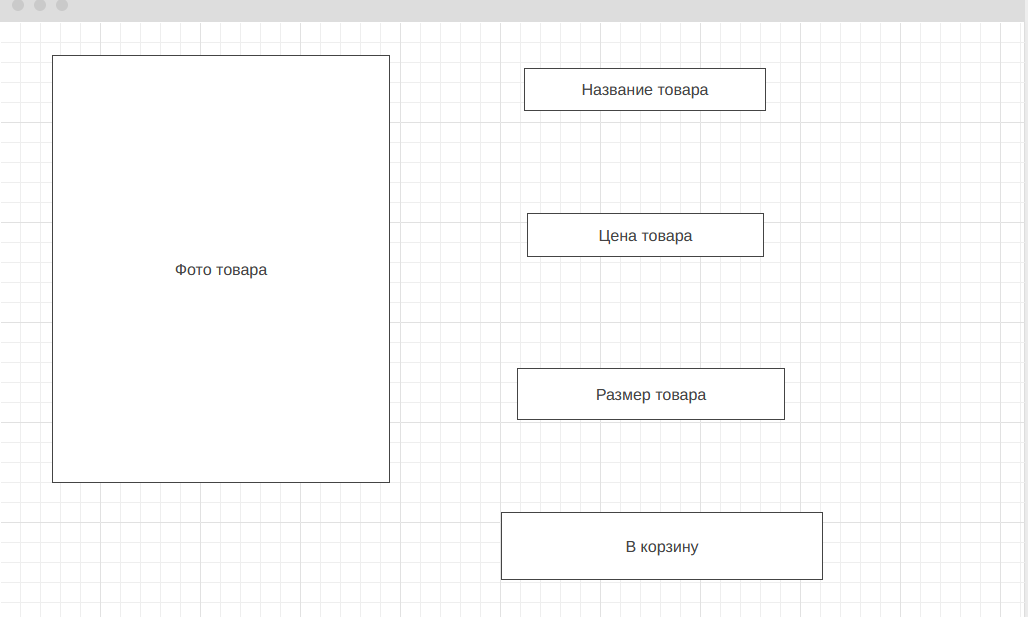 Название товара
Цена товара
Фото товара
Размер товара
В корзину